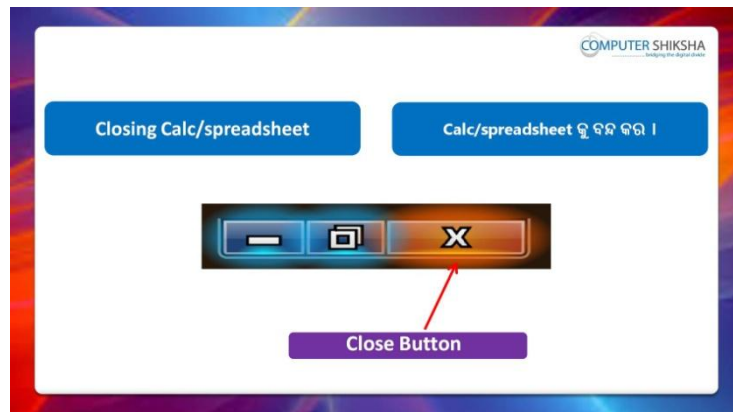 COMPUTER SHIKSHA
bridging the digital divide
Closing Calc/spreadsheet
Calc/spreadsheet କୁ ବନ୍ଦ କର ।
Close Button